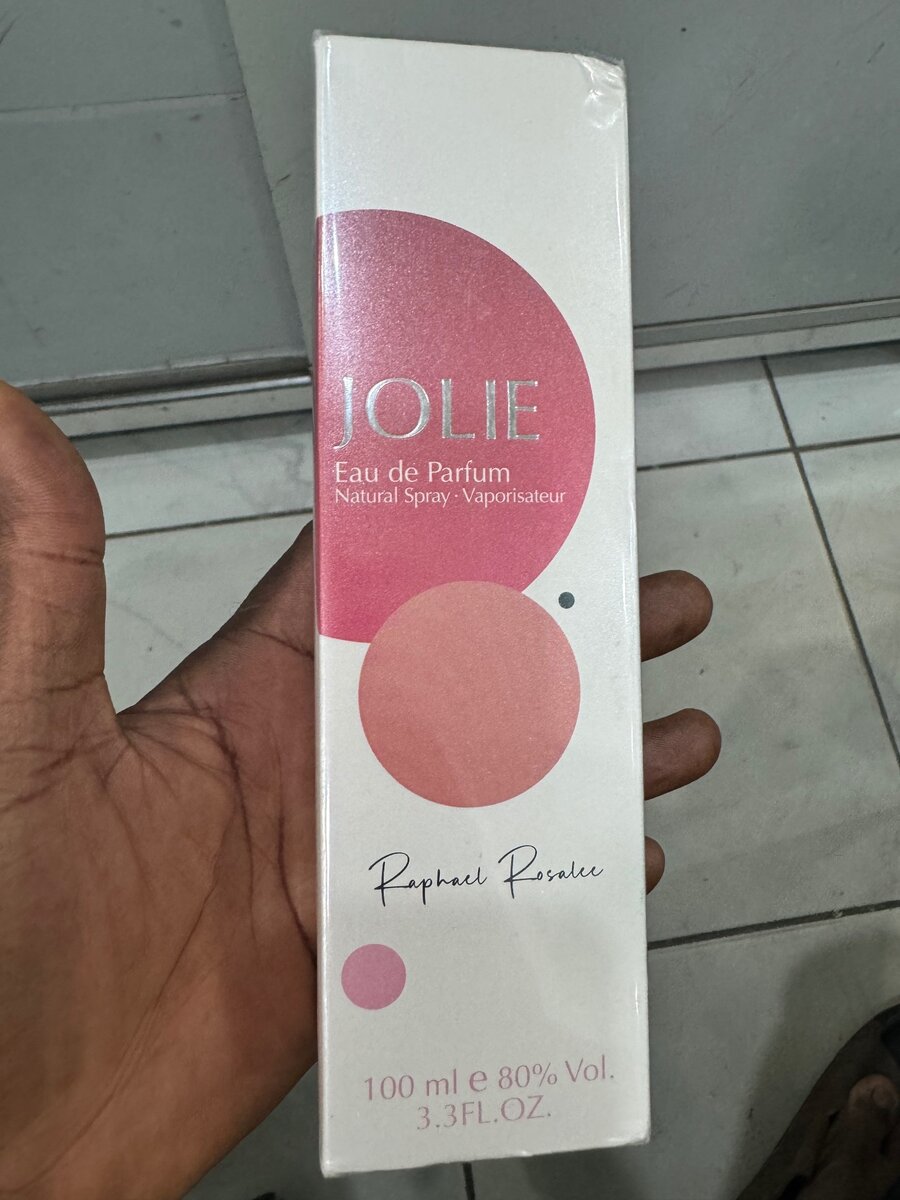 JOLIE
Eau de Parfum
Natural Spray · Vaporisateur
Raphael Rosalee
100 ml e 80% Vol.
3.3FL.OZ.